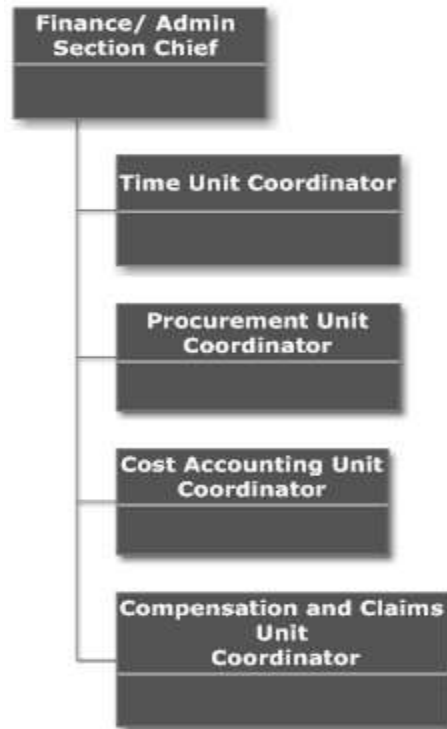 Finance/ Admin
Section Chief
Time Unit Coordinator
Procurement Unit
Coordinator
Cost Accounting Unit
Coordinator
Compensation and Claims
Unit
Coordinator